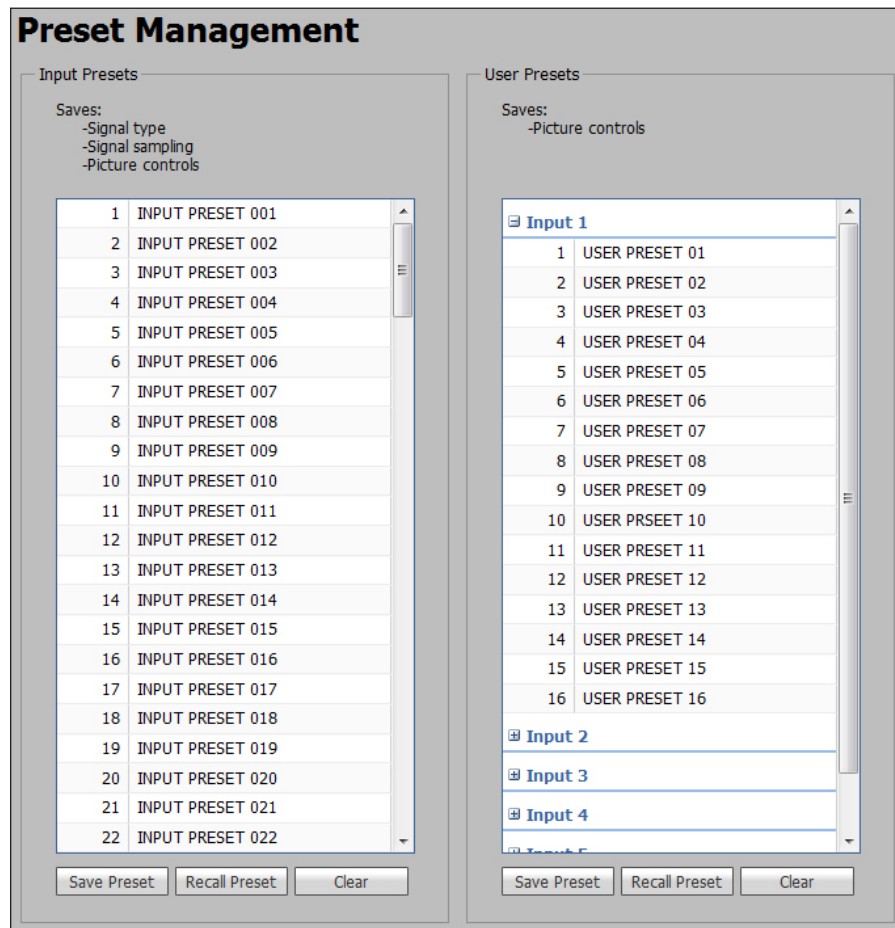 Preset Management
Input Presets
Saves:
-Signal type
-Signal sampling
-Picture controls
1 INPUT PRESET 001
2 INPUT PRESET 002
3 INPUT PRESET 003
4 INPUT PRESET 004
5 INPUT PRESET 005
6 INPUT PRESET 006
7 INPUT PRESET 007
8 INPUT PRESET 008
9 INPUT PRESET 009
10 INPUT PRESET 010
11 INPUT PRESET 011
12 INPUT PRESET 012
13 INPUT PRESET 013
14 INPUT PRESET 014
15 INPUT PRESET 015
16 INPUT PRESET 016
17 INPUT PRESET 017
18 INPUT PRESET 018
19 INPUT PRESET 019
20 INPUT PRESET 020
21 INPUT PRESET 021
22 INPUT PRESET 022
Save Preset Recall Preset Clear
User Presets
Saves:
-Picture controls
Input 1
1 USER PRESET 01
2 USER PRESET 02
3 USER PRESET 03
4 USER PRESET 04
5 USER PRESET 05
6 USER PRESET 06
7 USER PRESET 07
8 USER PRESET 08
9 USER PRESET 09
10 USER PRSEET 10
11 USER PRESET 11
12 USER PRESET 12
13 USER PRESET 13
14 USER PRESET 14
15 USER PRESET 15
16 USER PRESET 16
Input 2
Input 3
Input 4
Save Preset Recall Preset Clear